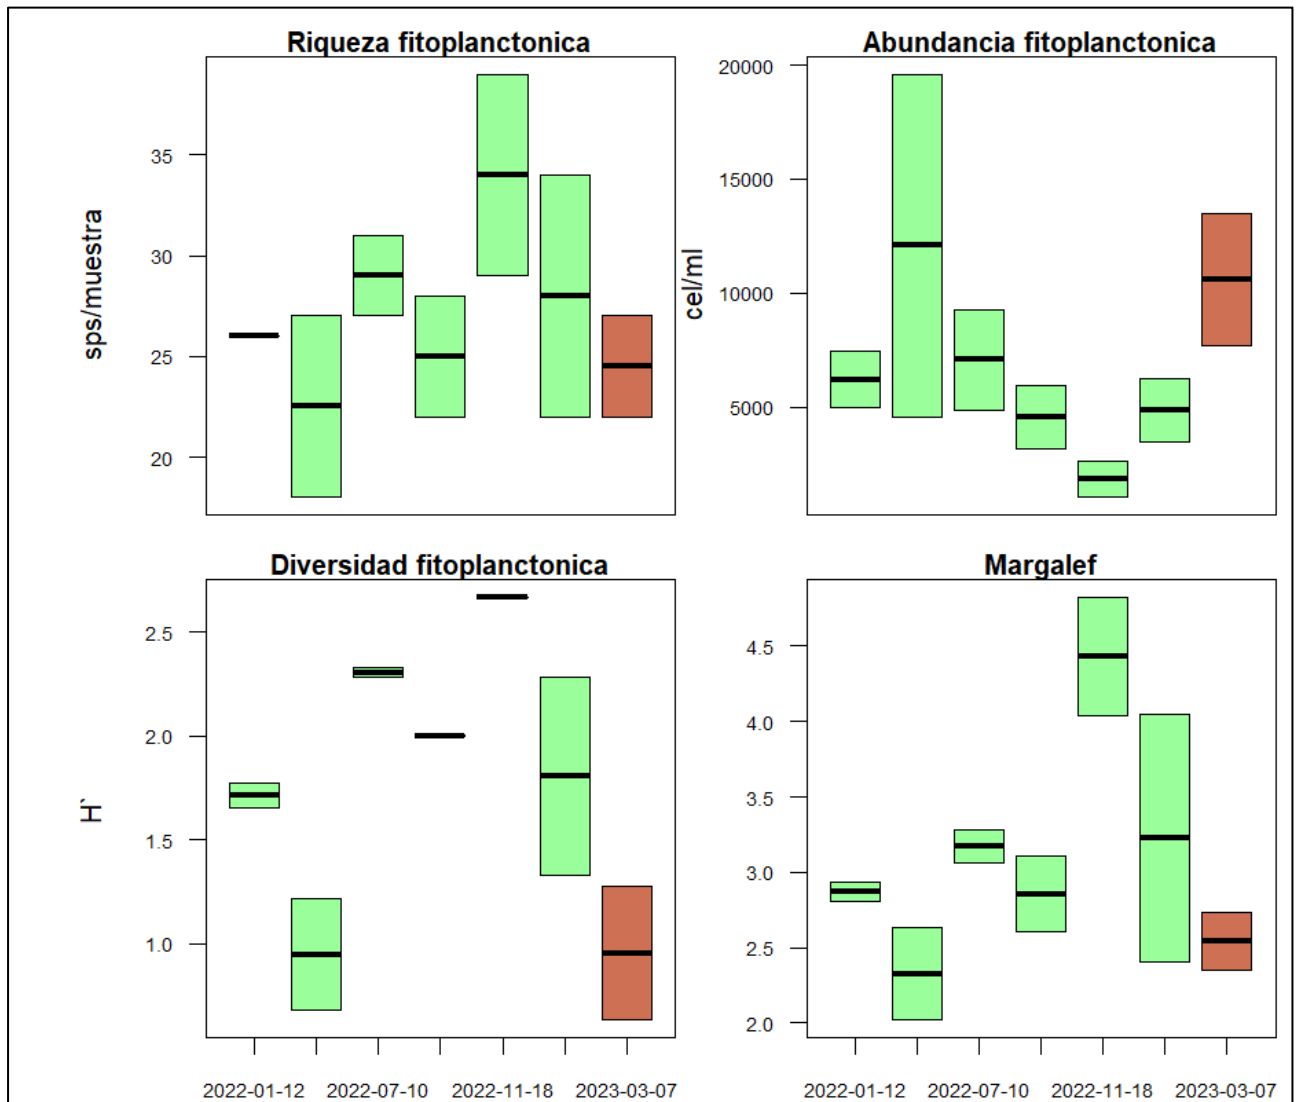 Riqueza fitoplanctonica
sps/muestra
35
30
25
20
Abundancia fitoplanctonica
cel/ml
20000
15000
10000
5000
Diversidad fitoplanctonica
H`
2.5
2.0
1.5
1.0
2022-01-12 2022-07-10 2022-11-18 2023-03-07
Margalef
4.5
4.0
3.5
3.0
2.5
2.0
2022-01-12 2022-07-10 2022-11-18 2023-03-07